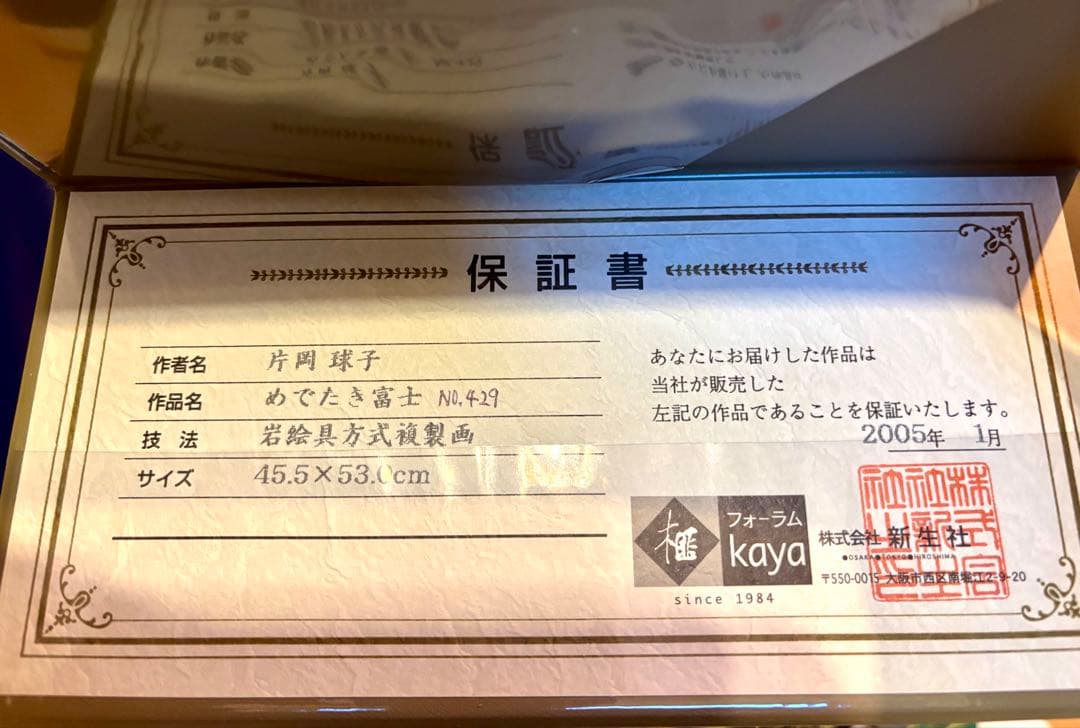 保証書
作者名 片岡 球子
作品名 めでたき富士 NO.429
技 法 岩絵具方式複製画
サイズ 45.5×53.0cm
あなたにお届けした作品は
当社が販売した
左記の作品であることを保証いたします。
2005年 1月
榧
フォーラム
kaya
since 1984
株式会社 新生社
●OSAKA●TOKYO●HIROSHIMA
〒550-0015 大阪市西区南堀江2-9-20